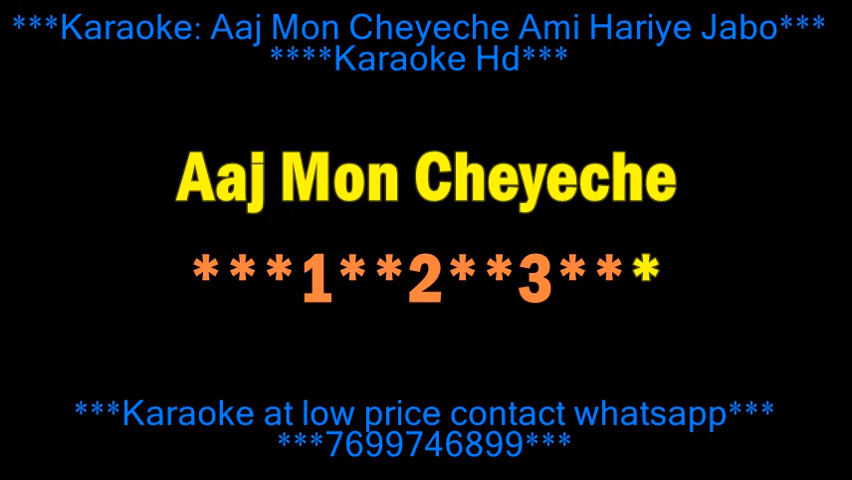 ***Karaoke: Aaj Mon Cheyeche Ami Hariye Jabo***
****Karaoke Hd***
Aaj Mon Cheyeche
***1**2**3***
***Karaoke at low price contact whatsapp***
***7699746899***